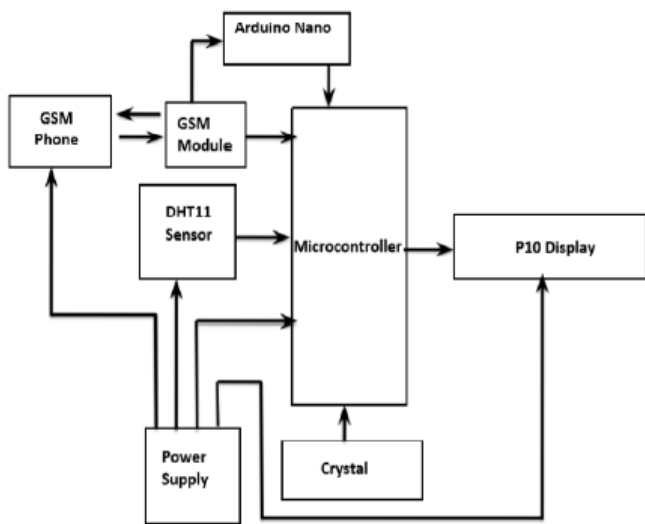 Arduino Nano
GSM
Phone
GSM
Module
DHT11
Sensor
Microcontroller
P10 Display
Power
Supply
Crystal